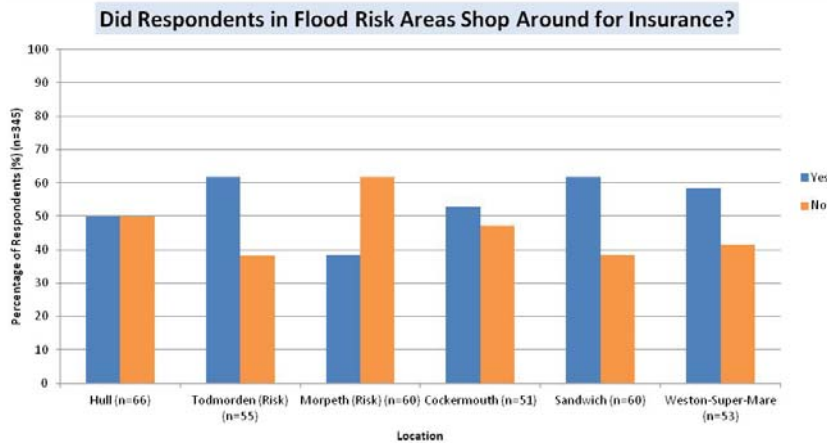 Did Respondents in Flood Risk Areas Shop Around for Insurance?
Percentage of Respondents (%) (n=345)
100
90
80
70
60
50
40
30
20
10
0
Yes
No
Hull (n=66)
Todmorden (Risk)
(n=55)
Morpeth (Risk) (n=60)
Cockermouth (n=51)
Sandwich (n=60)
Weston-Super-Mare
(n=53)
Location